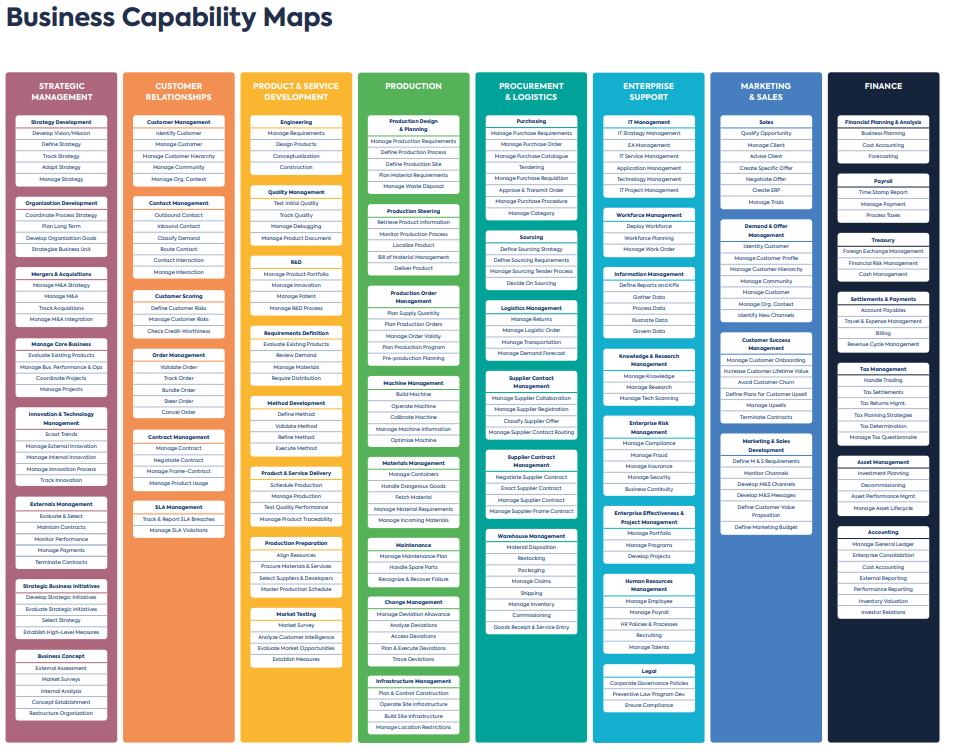 Business Capability Maps
STRATEGIC
MANAGEMENT
Strategy Development
Develop Vision/Mission
Define Strategy
Track Strategy
Adapt Strategy
Manage Strategy
Organisation Development
Coordinate Process Strategy
Plan Long Term
Develop Organisation Goals
Strategize Business Unit
Mergers & Acquisitions
Manage M&A Strategy
Manage M&A
Track Acquisitions
Manage M&A Integration
Manage Core Business
Evaluate Existing Products
Manage Bus. Performance & Ops
Coordinate Projects
Manage Projects
Innovation & Technology
Management
Scout Trends
Manage External Innovation
Manage Internal Innovation
Manage Innovation Process
Track Innovation
Externals Management
Evaluate & Select
Maintain Contracts
Monitor Performance
Manage Payments
Terminate Contracts
Strategic Business Initiatives
Develop Strategic Initiatives
Evaluate Strategic Initiatives
Select Strategy
Establish High-Level Measures
Business Concept
External Assessment
Market Surveys
Internal Analysis
Concept Establishment
Restructure Organisation
CUSTOMER
RELATIONSHIPS
Customer Management
Identify Customer
Manage Customer
Manage Customer Hierarchy
Manage Community
Manage Org. Context
Contact Management
Outbound Contact
Inbound Contact
Classify Demand
Route Contact
Contact Interaction
Manage Interaction
Customer Scoring
Define Customer Risks
Manage Customer Risks
Check Credit-Worthiness
Order Management
Validate Order
Track Order
Bundle Order
Steer Order
Cancel Order
Contract Management
Manage Contract
Negotiate Contract
Manage Frame-Contract
Manage Product Usage
SLA Management
Track & Report SLA Breaches
Manage SLA Violations
PRODUCT & SERVICE
DEVELOPMENT
Engineering
Manage Requirements
Design Products
Conceptualization
Construction
Quality Management
Test Initial Quality
Track Quality
Manage Debugging
Manage Product Document
R&D
Manage Product Portfolio
Manage Innovation
Manage Patent
Manage R&D Process
Requirements Definition
Evaluate Existing Products
Review Demand
Manage Materials
Require Distribution
Method Development
Define Method
Validate Method
Refine Method
Execute Method
Product & Service Delivery
Schedule Production
Manage Production
Test Quality Performance
Manage Product Traceability
Production Preparation
Align Resources
Procure Materials & Services
Select Suppliers & Developers
Master Production Schedule
Market Testing
Market Survey
Analyze Customer Intelligence
Evaluate Market Opportunities
Establish Measures
PRODUCTION
Production Design
& Planning
Manage Production Requirements
Define Production Process
Define Production Site
Plan Material Requirements
Manage Waste Disposal
Production Steering
Retrieve Product Information
Monitor Production Process
Localize Product
Bill of Material Management
Deliver Product
Production Order
Management
Plan Supply Quantity
Plan Production Orders
Manage Order Validiy
Plan Production Program
Pre-production Planning
Machine Management
Build Machine
Operate Machine
Calibrate Machine
Manage Machine Information
Optimize Machine
Materials Management
Manage Containers
Handle Dangerous Goods
Fetch Material
Manage Material Requirements
Manage Incoming Materials
Maintenance
Manage Maintenance Plan
Handle Spare Parts
Recognize & Recover Failure
Change Management
Manage Deviation Allowance
Analyze Deviations
Access Deviations
Plan & Execute Deviations
Trace Deviations
Infrastructure Management
Plan & Control Construction
Operate Site Infrastructure
Build Site Infrastructure
Manage Location Restrictions
PROCUREMENT
& LOGISTICS
Purchasing
Manage Purchase Requirements
Manage Purchase Order
Manage Purchase Catalogue
Tendering
Manage Purchase Requisition
Approve & Transmit Order
Manage Purchase Procedure
Manage Category
Sourcing
Define Sourcing Strategy
Define Sourcing Requirements
Manage Sourcing Tender Process
Decide On Sourcing
Logistics Management
Manage Returns
Manage Logistic Order
Manage Transportation
Manage Demand Forecast
Supplier Contact
Management
Manage Supplier Collaboration
Manage Supplier Registration
Classify Supplier Offer
Manage Supplier Contact Routing
Supplier Contract
Management
Negotiate Supplier Contract
Enact Supplier Contract
Manage Supplier Contract
Manage Supplier Frame Contract
Warehouse Management
Material Disposition
Restocking
Packaging
Manage Claims
Shipping
Manage Inventory
Commissioning
Goods Receipt & Service Entry
ENTERPRISE
SUPPORT
IT Management
IT Strategy Management
EA Management
IT Service Management
Application Management
Technology Management
IT Project Management
Workforce Management
Deploy Workforce
Workforce Planning
Manage Work Order
Information Management
Define Reports and KPIs
Gather Data
Process Data
Illustrate Data
Govern Data
Knowledge & Research
Management
Manage Knowledge
Manage Research
Manage Tech Scanning
Enterprise Risk
Management
Manage Compliance
Manage Fraud
Manage Insurance
Manage Security
Business Continuity
Enterprise Effectiveness &
Project Management
Manage Portfolio
Manage Programs
Develop Projects
Human Resources
Management
Manage Employee
Manage Payroll
HR Policies & Processes
Recruiting
Manage Talents
Legal
Corporate Governance Policies
Preventive Law Program Dev.
Ensure Compliance
MARKETING
& SALES
Sales
Qualify Opportunity
Manage Client
Advise Client
Create Specific Offer
Negotiate Offer
Create ERP
Manage Trials
Demand & Offer
Management
Identify Customer
Manage Customer Profile
Manage Customer Hierarchy
Manage Community
Manage Customer
Manage Org. Context
Identify New Channels
Customer Success
Management
Manage Customer Onboarding
Increase Customer Lifetime Value
Avoid Customer Churn
Define Plans for Customer Upsell
Manage Upsells
Terminate Contracts
Marketing & Sales
Development
Define M & S Requirements
Monitor Channels
Develop M&S Channels
Develop M&S Messages
Define Customer Value
Proposition
Define Marketing Budget
FINANCE
Financial Planning & Analysis
Business Planning
Cost Accounting
Forecasting
Payroll
Time Stamp Report
Manage Payment
Process Taxes
Treasury
Foreign Exchange Management
Financial Risk Management
Cash Management
Settlements & Payments
Account Payables
Travel & Expense Management
Billing
Revenue Cycle Management
Tax Management
Handle Trading
Tax Settlements
Tax Returns Mgmt.
Tax Planning Strategies
Tax Determination
Manage Tax Questionnaire
Asset Management
Investment Planning
Decommissioning
Asset Performance Mgmt
Manage Asset Lifecycle
Accounting
Manage General Ledger
Enterprise Consolidation
Cost Accounting
External Reporting
Performance Reporting
Inventory Valuation
Investor Relations